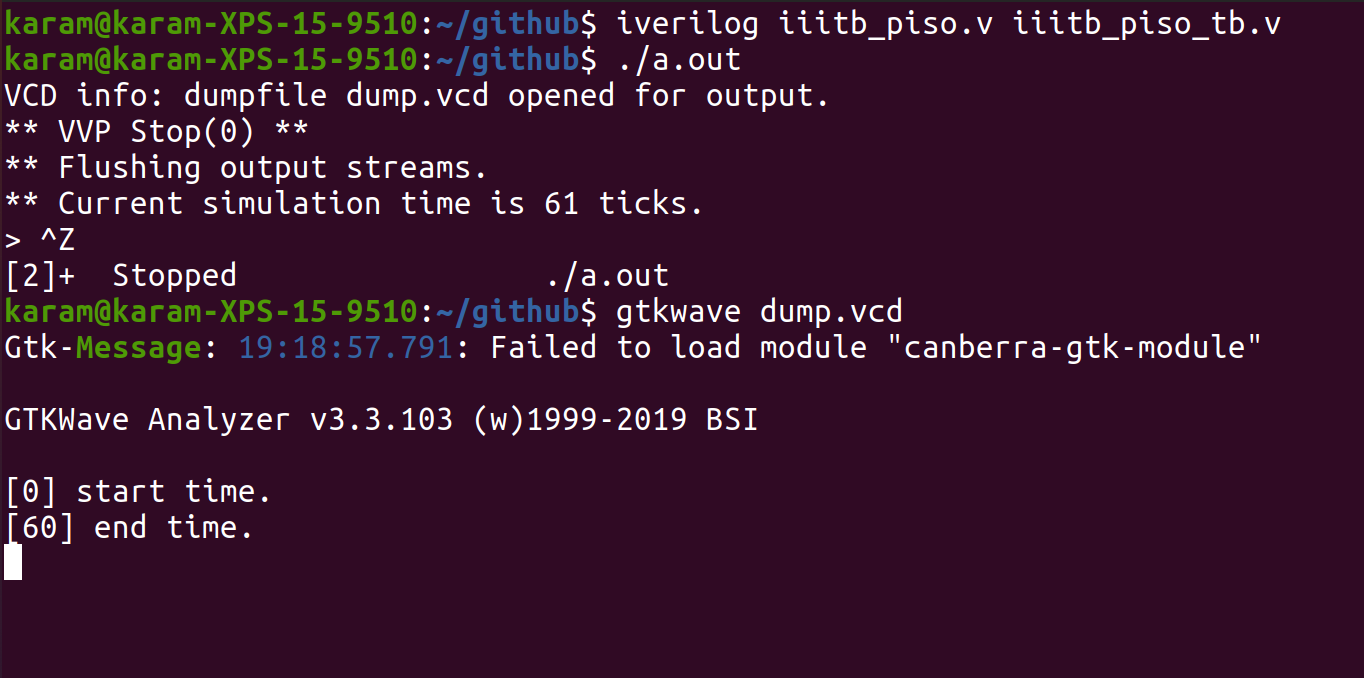 karam@karam-XPS-15-9510:~/github$ iverilog iiitb_piso.v iiitb_piso_tb.v
karam@karam-XPS-15-9510:~/github$ ./a.out
VCD info: dumpfile dump.vcd opened for output.
** VVP Stop(0) **
** Flushing output streams.
** Current simulation time is 61 ticks.
> ^Z
[2]+  Stopped                 ./a.out
karam@karam-XPS-15-9510:~/github$ gtkwave dump.vcd
Gtk-Message: 19:18:57.791: Failed to load module "canberra-gtk-module"
GTKWave Analyzer v3.3.103 (w)1999-2019 BSI
[0] start time.
[60] end time.